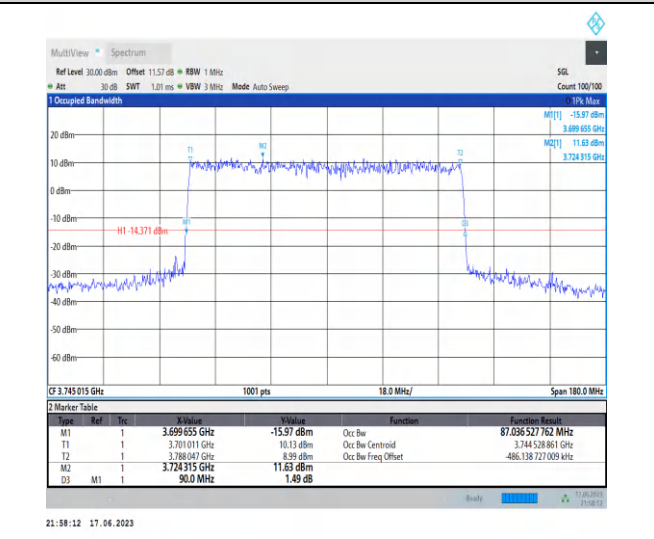 MultiView Spectrum
Ref Level 30.00 dBm Offset 11.57 dB RBW 1 MHz SGL
Att 30 dB SWT 1.01 ms VBW 3 MHz Mode Auto Sweep Count 100/100
1 Occupied Bandwidth 1Pk Max
M1[1] -15.97 dBm
3.699 655 GHz
M2[1] 11.63 dBm
3.724 315 GHz
20 dBm
T1 M2 T2
10 dBm
0 dBm
-10 dBm
M1 D3
H1 -14.371 dBm
-20 dBm
-30 dBm
-40 dBm
-50 dBm
-60 dBm
CF 3.745 015 GHz 1001 pts 18.0 MHz/ Span 180.0 MHz
2 Marker Table
Type Ref Trc X-Value Y-Value Function Function Result
M1 1 3.699 655 GHz -15.97 dBm Occ Bw 87.036 527 762 MHz
T1 1 3.701 011 GHz 10.13 dBm Occ Bw Centroid 3.744 528 861 GHz
T2 1 3.788 047 GHz 8.99 dBm Occ Bw Freq Offset -486.138 727 009 kHz
M2 1 3.724 315 GHz 11.63 dBm
D3 M1 1 90.0 MHz 1.49 dB
Ready 17.06.2023
21:58:12
21:58:12 17.06.2023